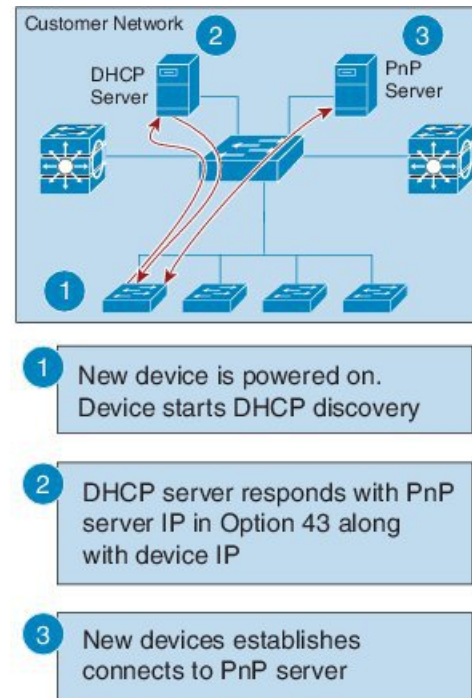 Customer Network
2
3
DHCP
Server
PnP
Server
1
1
New device is powered on.
Device starts DHCP discovery
2
DHCP server responds with PnP
server IP in Option 43 along
with device IP
3
New devices establishes
connects to PnP server